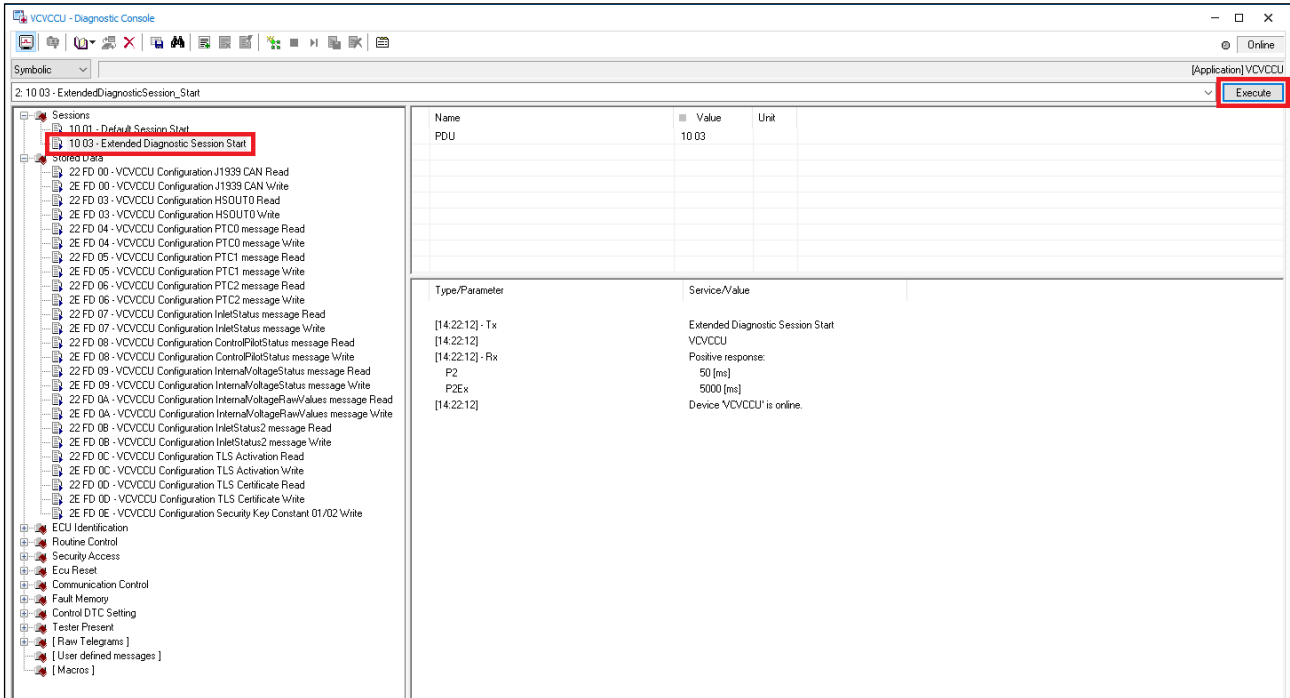 VCVCCU - Diagnostic Console
Online
Symbolic
[Application] VCVCCU
2: 10 03 - ExtendedDiagnosticSession_Start
Execute
Sessions
10 01 - Default Session Start
10 03 - Extended Diagnostic Session Start
Stored Data
22 FD 00 - VCVCCU Configuration J1939 CAN Read
2E FD 00 - VCVCCU Configuration J1939 CAN Write
22 FD 03 - VCVCCU Configuration HSOUT0 Read
2E FD 03 - VCVCCU Configuration HSOUT0 Write
22 FD 04 - VCVCCU Configuration PTC0 message Read
2E FD 04 - VCVCCU Configuration PTC0 message Write
22 FD 05 - VCVCCU Configuration PTC1 message Read
2E FD 05 - VCVCCU Configuration PTC1 message Write
22 FD 06 - VCVCCU Configuration PTC2 message Read
2E FD 06 - VCVCCU Configuration PTC2 message Write
22 FD 07 - VCVCCU Configuration InletStatus message Read
2E FD 07 - VCVCCU Configuration InletStatus message Write
22 FD 08 - VCVCCU Configuration ControlPilotStatus message Read
2E FD 08 - VCVCCU Configuration ControlPilotStatus message Write
22 FD 09 - VCVCCU Configuration InternalVoltageStatus message Read
2E FD 09 - VCVCCU Configuration InternalVoltageStatus message Write
22 FD 0A - VCVCCU Configuration InternalVoltageRawValues message Read
2E FD 0A - VCVCCU Configuration InternalVoltageRawValues message Write
22 FD 0B - VCVCCU Configuration InletStatus2 message Read
2E FD 0B - VCVCCU Configuration InletStatus2 message Write
22 FD 0C - VCVCCU Configuration TLS Activation Read
2E FD 0C - VCVCCU Configuration TLS Activation Write
22 FD 0D - VCVCCU Configuration TLS Certificate Read
2E FD 0D - VCVCCU Configuration TLS Certificate Write
2E FD 0E - VCVCCU Configuration Security Key Constant 01/02 Write
ECU Identification
Routine Control
Security Access
Ecu Reset
Communication Control
Fault Memory
Control DTC Setting
Tester Present
[ Raw Telegrams ]
[ User defined messages ]
[ Macros ]
Name Value Unit
PDU 10 03
Type/Parameter Service/Value
[14:22:12] - Tx Extended Diagnostic Session Start
[14:22:12] VCVCCU
[14:22:12] - Rx Positive response:
P2 50 [ms]
P2Ex 5000 [ms]
[14:22:12] Device 'VCVCCU' is online.